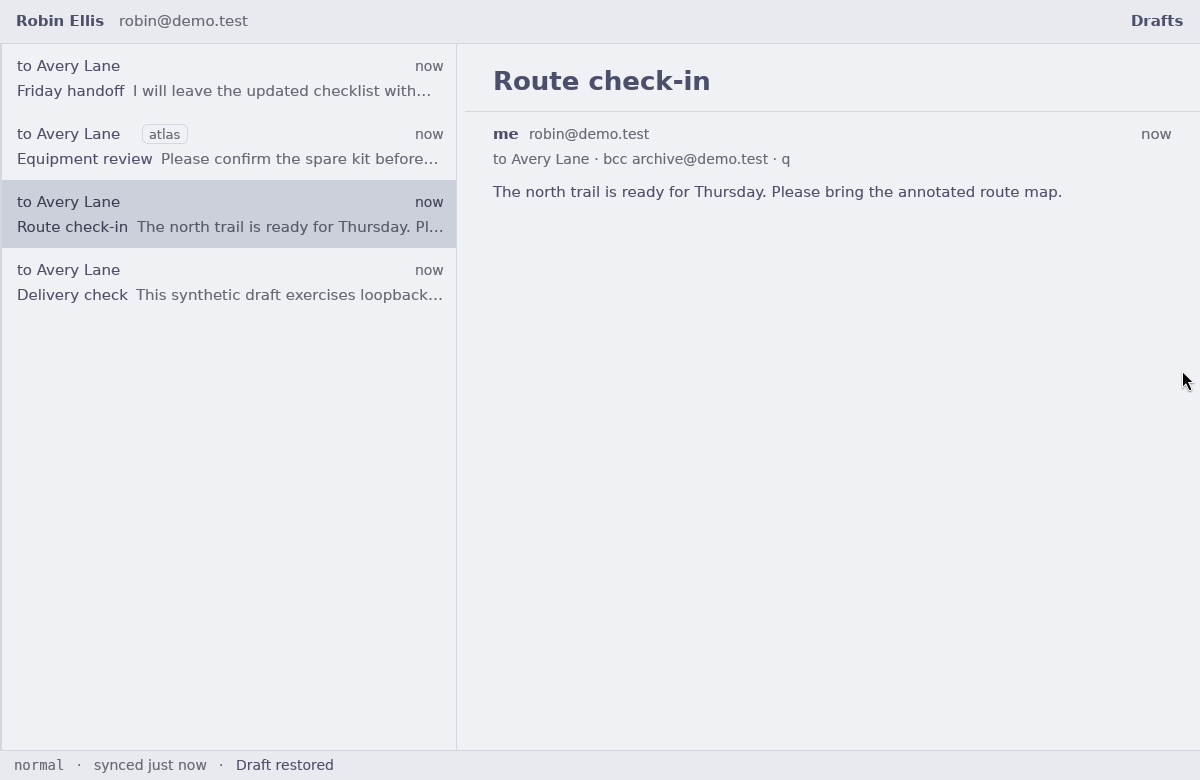 Robin Ellis robin@demo.test Drafts
to Avery Lane now
Friday handoff I will leave the updated checklist with…
to Avery Lane atlas now
Equipment review Please confirm the spare kit before…
to Avery Lane now
Route check-in The north trail is ready for Thursday. Pl…
to Avery Lane now
Delivery check This synthetic draft exercises loopback…
Route check-in
me robin@demo.test now
to Avery Lane · bcc archive@demo.test · q
The north trail is ready for Thursday. Please bring the annotated route map.
normal · synced just now · Draft restored